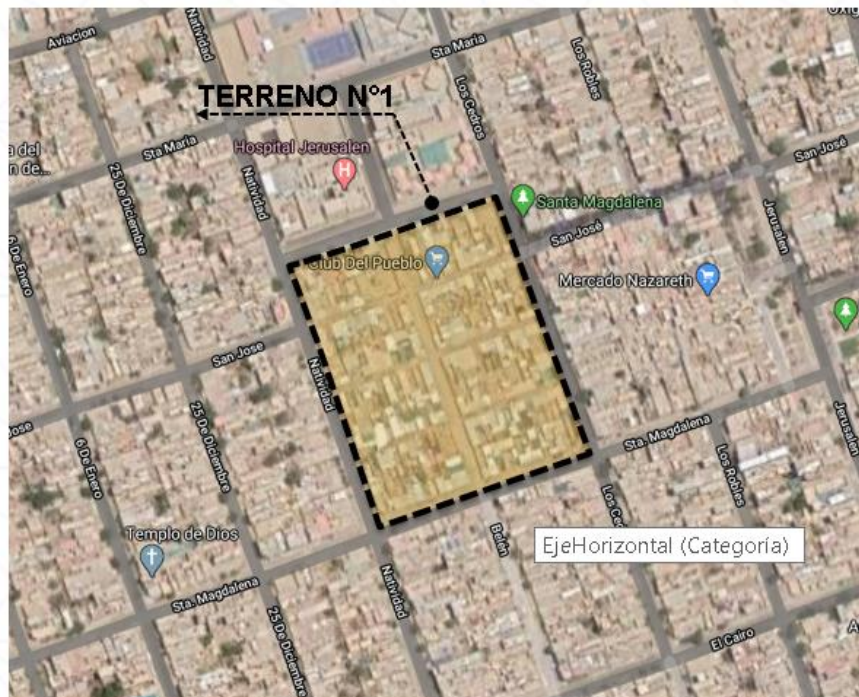 Aviacion
Natividad
Sta Maria
Los Cedros
Los Robles
TERRENO N°1
Sta Maria
Hospital Jerusalen
H
San José
25 De Diciembre
Natividad
Santa Magdalena
Jerusalen
San José
6 De Enero
Club Del Pueblo
Mercado Nazareth
San Jose
Natividad
25 De Diciembre
Jerusalen
6 De Enero
Sta. Magdalena
Los Robles
Templo de Dios
Belén
EjeHorizontal (Categoría)
Sta. Magdalena
Natividad
25 De Diciembre
El Cairo